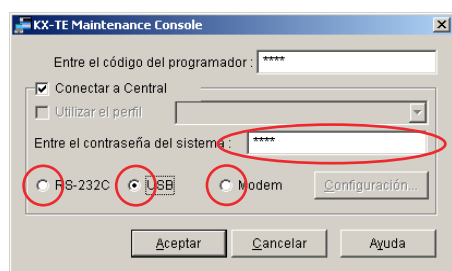 KX-TE Maintenance Console
Entre el código del programador : ****
Conectar a Central
Utilizar el perfil
Entre el contraseña del sistema : ****
RS-232C USB Modem Configuración...
Aceptar Cancelar Ayuda